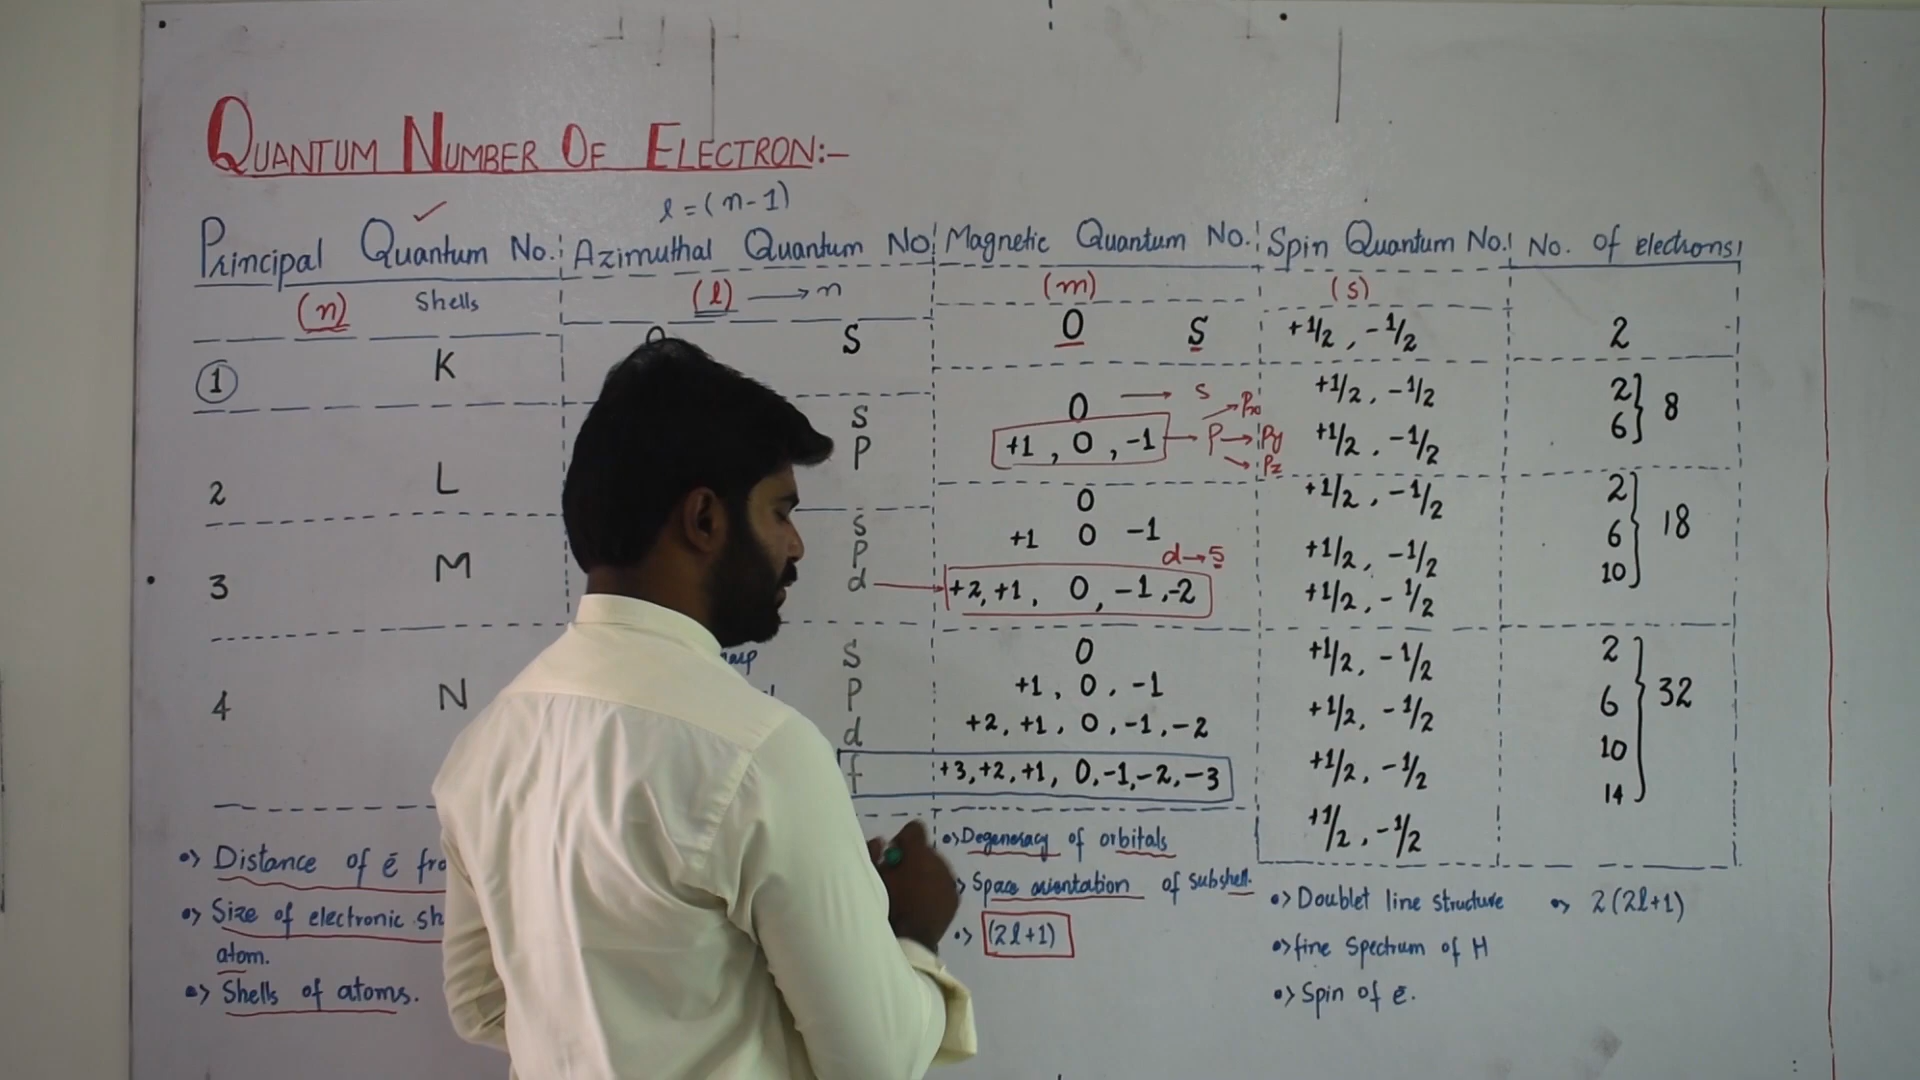 QUANTUM NUMBER OF ELECTRON:-
l = (n-1)
Principal Quantum No. Azimuthal Quantum No Magnetic Quantum No. Spin Quantum No. No. of electrons
(n) Shells (l) → n (m) (s)
1 K S 0 S +1/2, -1/2 2
S 0 → S +1/2, -1/2 2 } 8
2 L P +1, 0, -1 → P → Px Py Pz +1/2, -1/2 6
S 0 +1/2, -1/2 2 } 18
P +1 0 -1 +1/2, -1/2 6
d → 5
3 M d → +2, +1, 0, -1, -2 +1/2, -1/2 10
S 0 +1/2, -1/2 2 } 32
4 N P +1, 0, -1 +1/2, -1/2 6
d +2, +1, 0, -1, -2 +1/2, -1/2 10
f +3, +2, +1, 0, -1, -2, -3 +1/2, -1/2 14
Distance of ē
Size of electronic
atom.
Shells of atoms.
Degeneracy of orbitals
Space orientation of subshell.
(2l+1)
Doublet line structure
fine Spectrum of H
Spin of ē.
2(2l+1)